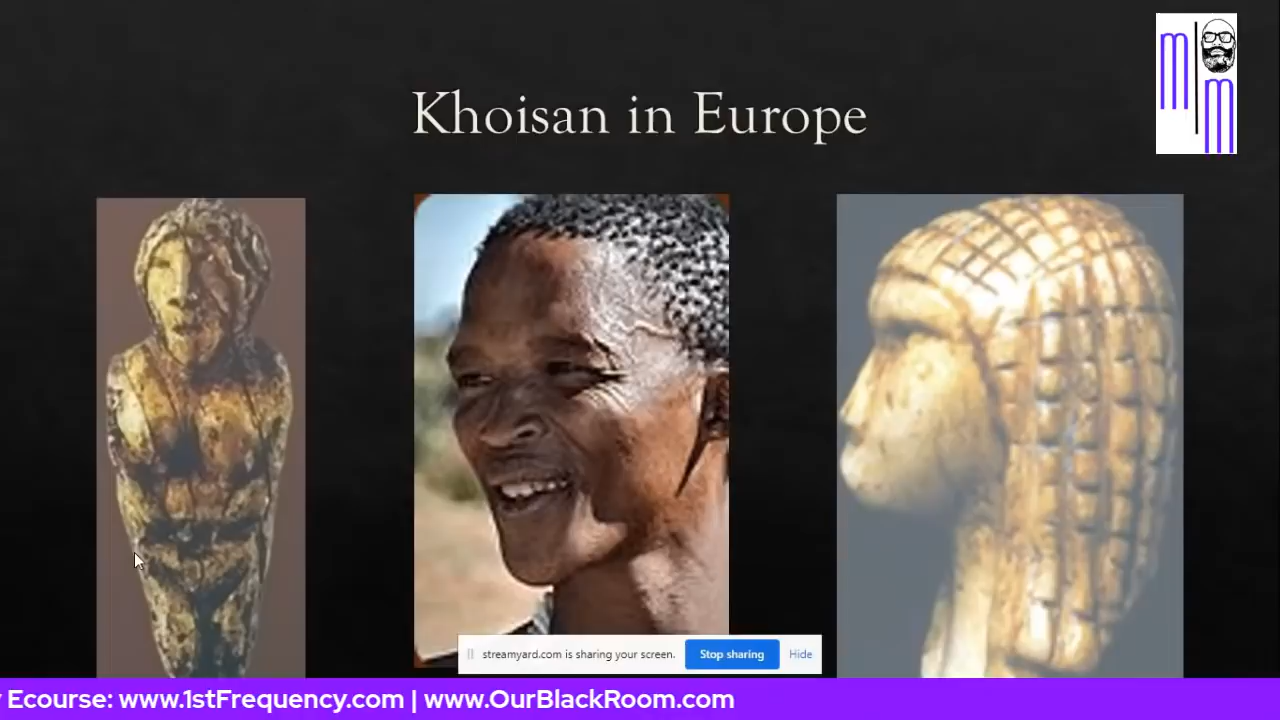 m
m
Khoisan in Europe
streamyard.com is sharing your screen. Stop sharing Hide
Ecourse: www.1stFrequency.com | www.OurBlackRoom.com